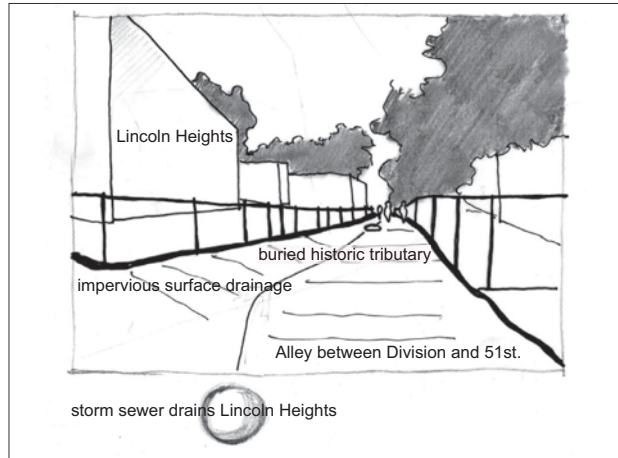 Lincoln Heights
buried historic tributary
impervious surface drainage
Alley between Division and 51st.
storm sewer drains Lincoln Heights